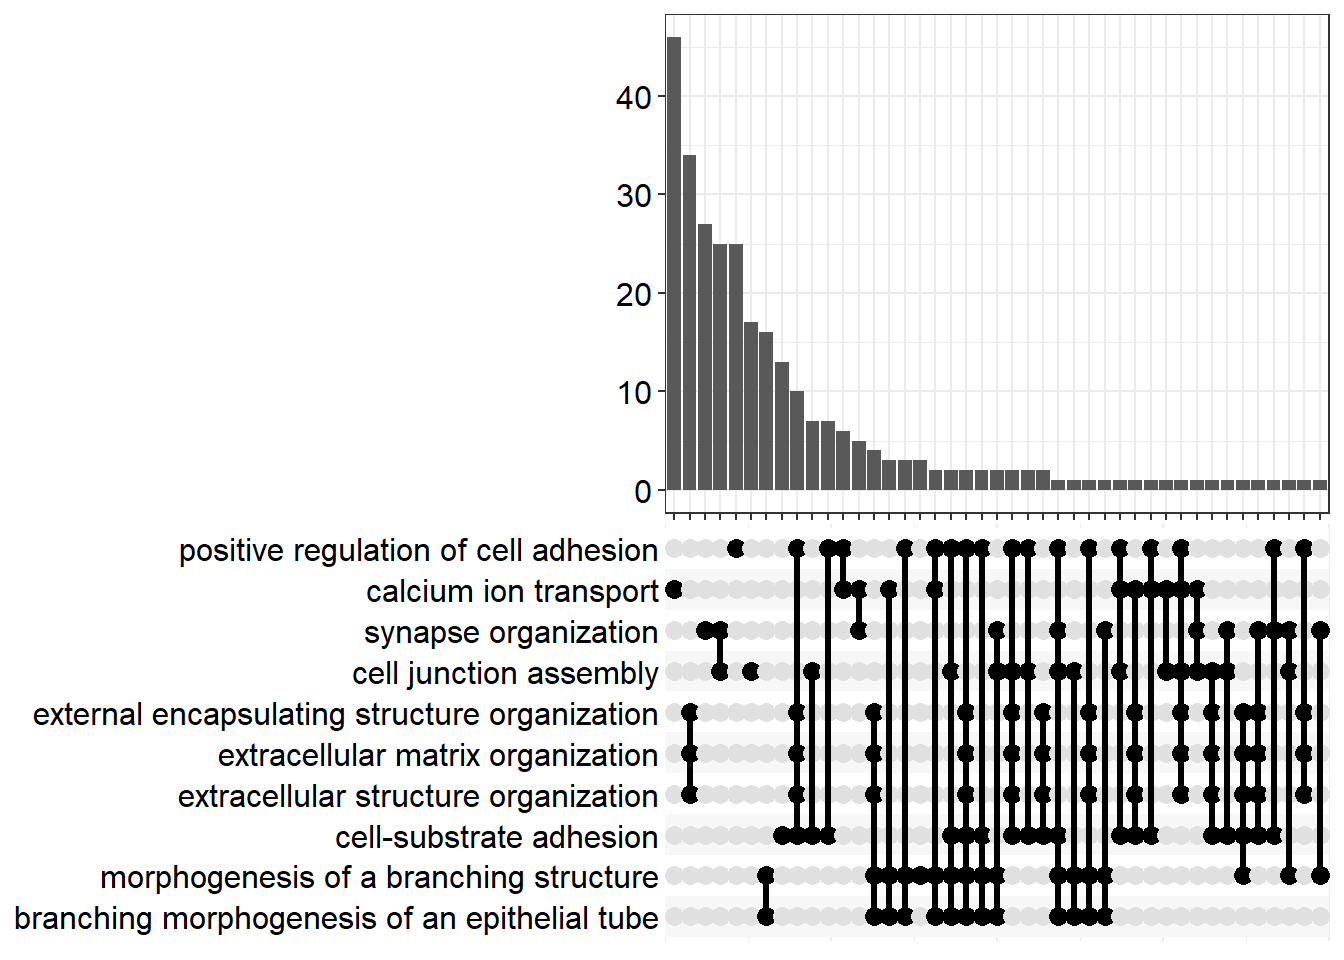 40
30
20
10
0
positive regulation of cell adhesion
calcium ion transport
synapse organization
cell junction assembly
external encapsulating structure organization
extracellular matrix organization
extracellular structure organization
cell-substrate adhesion
morphogenesis of a branching structure
branching morphogenesis of an epithelial tube